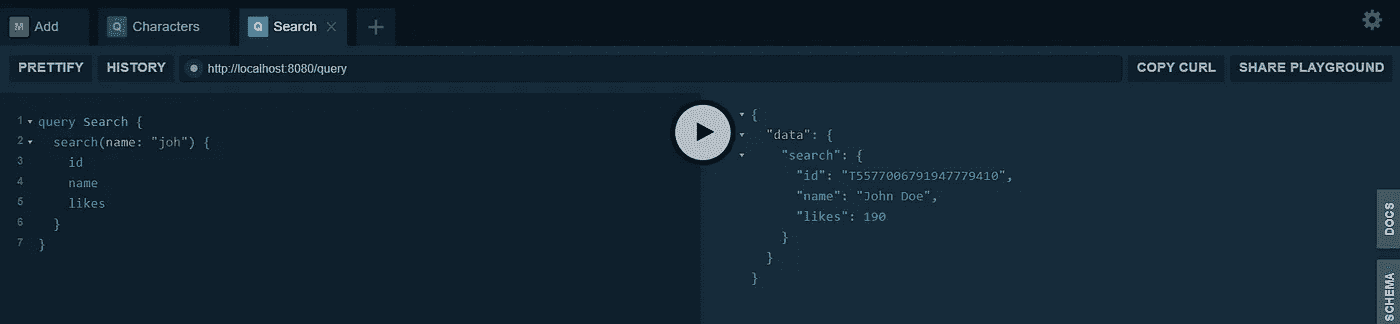 M Add Q Characters Q Search × +
PRETTIFY HISTORY http://localhost:8080/query COPY CURL SHARE PLAYGROUND
1 query Search {
2 search(name: "joh") {
3 id
4 name
5 likes
6 }
7 }
{
"data": {
"search": {
"id": "T5577006791947779410",
"name": "John Doe",
"likes": 190
}
}
}
DOCS
SCHEMA